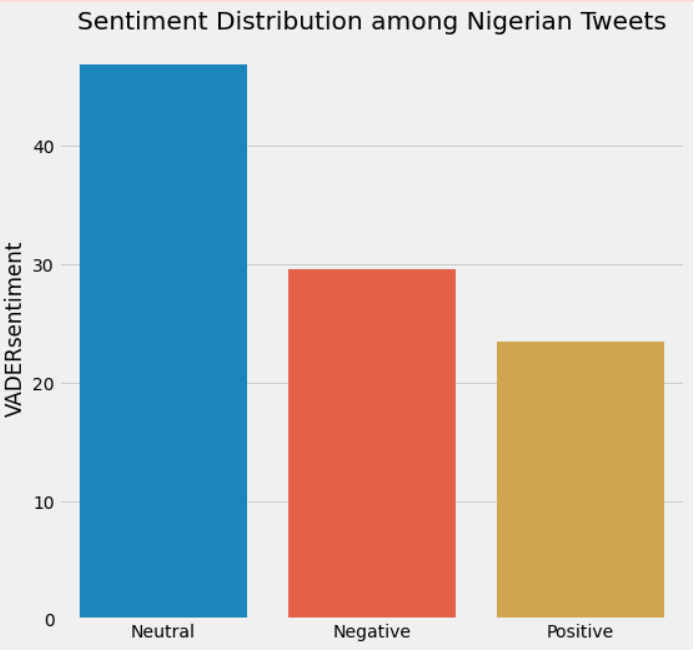 Sentiment Distribution among Nigerian Tweets
VADERsentiment
40
30
20
10
0
Neutral Negative Positive